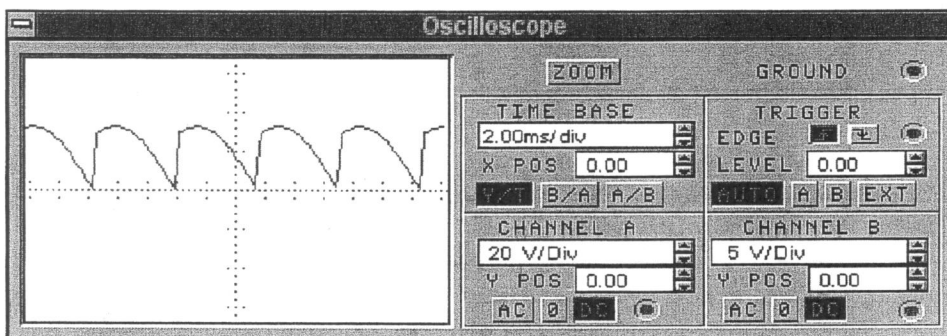 Oscilloscope
ZOOM GROUND
TIME BASE
2.00ms/div
X POS 0.00
Y/T B/A A/B
TRIGGER
EDGE
LEVEL 0.00
AUTO A B EXT
CHANNEL A
20 V/Div
Y POS 0.00
AC 0 DC
CHANNEL B
5 V/Div
Y POS 0.00
AC 0 DC